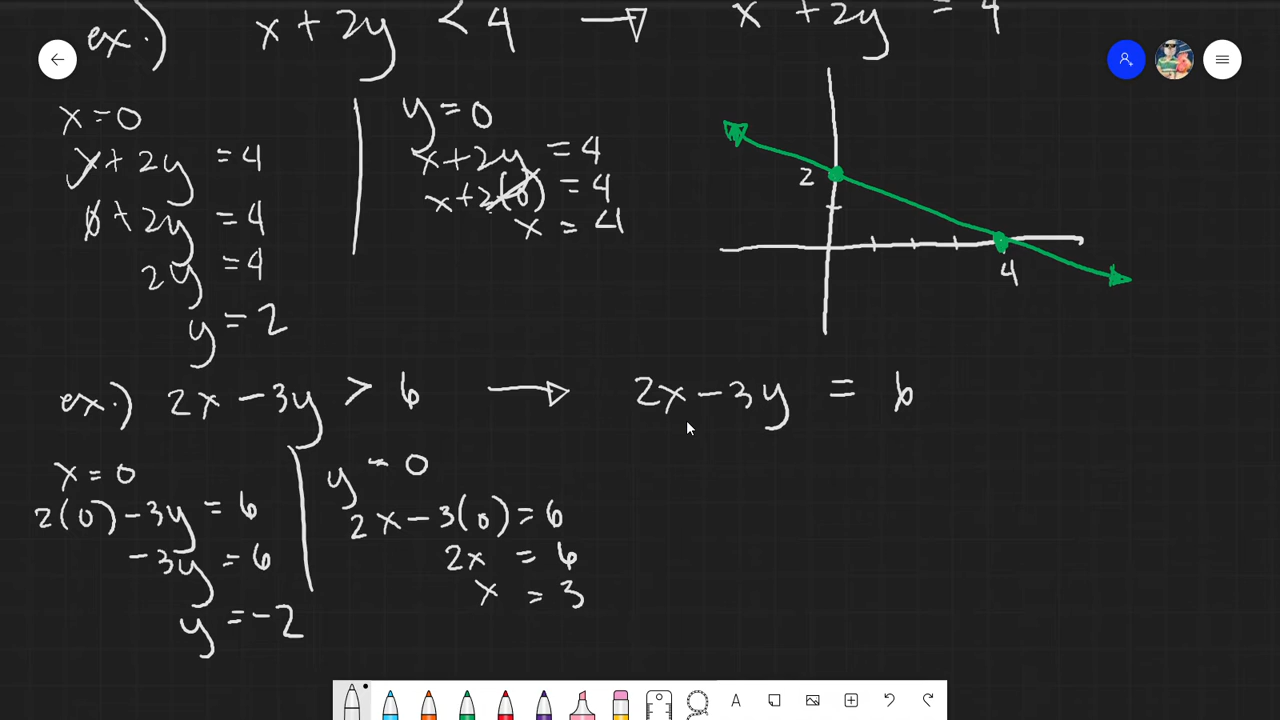 ex.) x + 2y < 4 → x + 2y = 4
x = 0
x + 2y = 4
0 + 2y = 4
2y = 4
y = 2
y = 0
x + 2y = 4
x + 2(0) = 4
x = 4
2
4
ex.) 2x - 3y > 6 → 2x - 3y = 6
x = 0
2(0) - 3y = 6
-3y = 6
y = -2
y = 0
2x - 3(0) = 6
2x = 6
x = 3
A